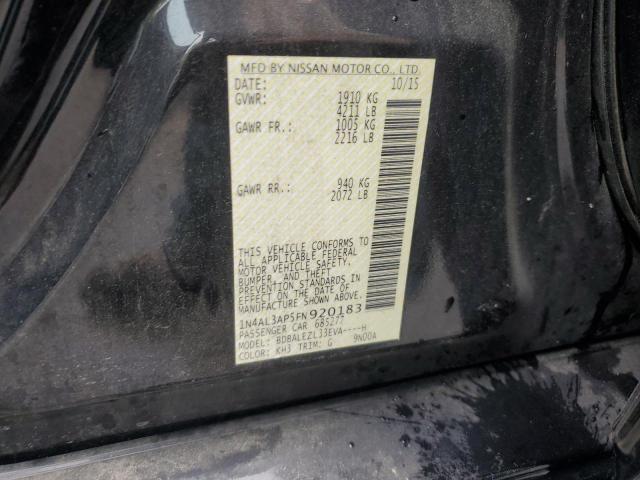 MFD BY NISSAN MOTOR CO., LTD
DATE: 10/15
GVWR: 1910 KG
4211 LB
GAWR FR.: 1005 KG
2216 LB
GAWR RR.: 940 KG
2072 LB
THIS VEHICLE CONFORMS TO
ALL APPLICABLE FEDERAL
MOTOR VEHICLE SAFETY,
BUMPER, AND THEFT
PREVENTION STANDARDS IN
EFFECT ON THE DATE OF
MANUFACTURE SHOWN ABOVE.
1N4AL3AP5FN920183
PASSENGER CAR 685277
MODEL: BDBALEZL33EVA----H
COLOR: KH3 TRIM: G 9N00A